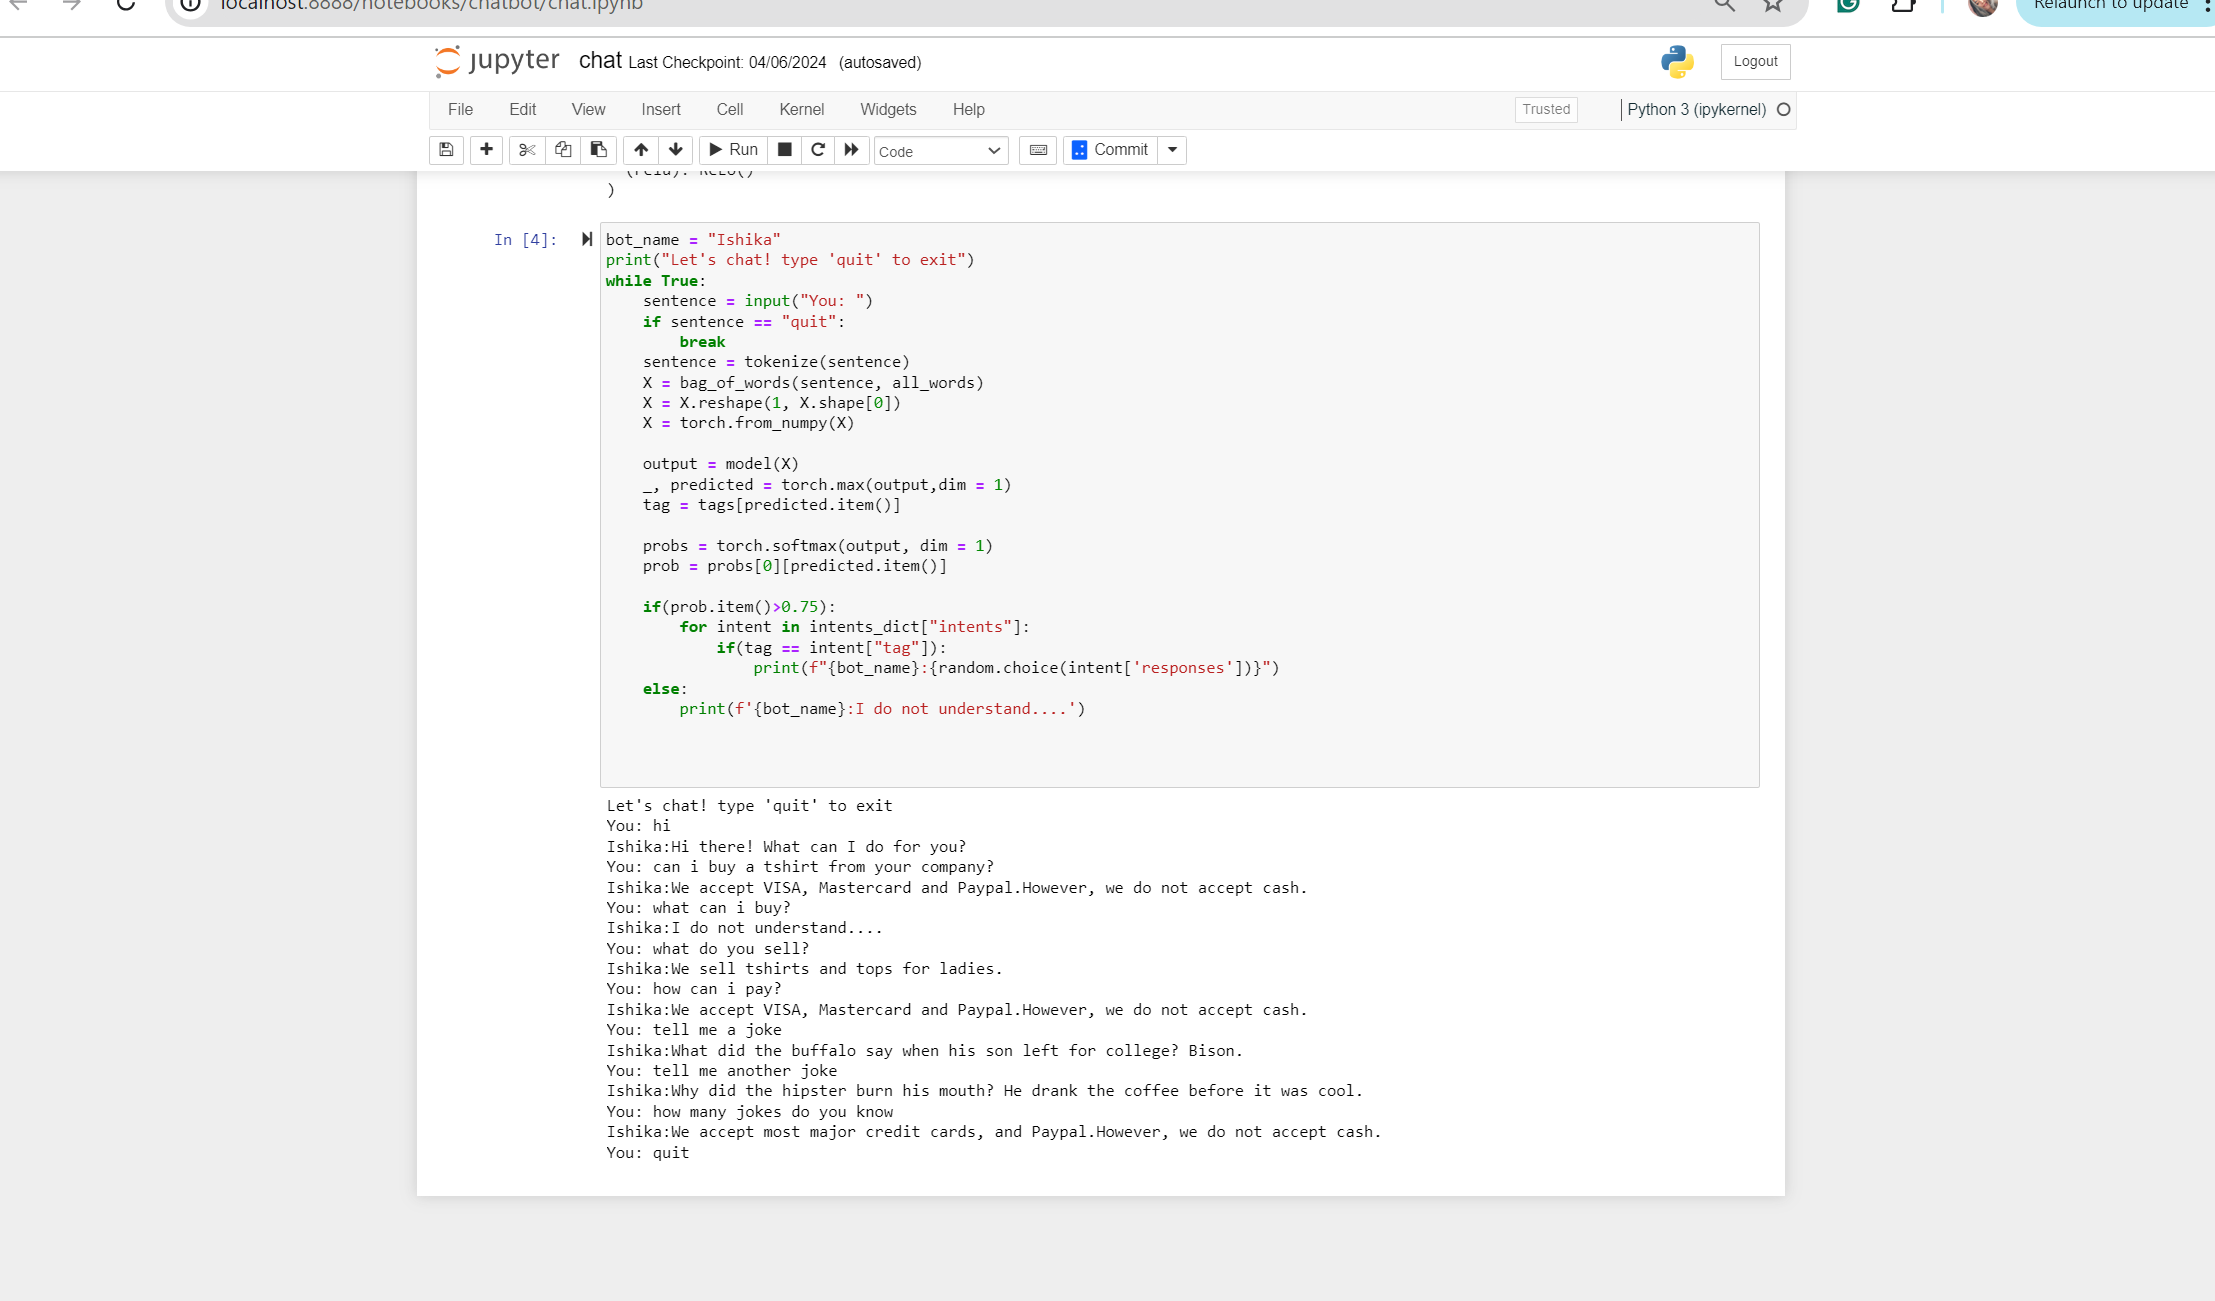 localhost:8888/notebooks/chatbot/chat.ipynb
Relaunch to update
jupyter chat Last Checkpoint: 04/06/2024 (autosaved)
Logout
File Edit View Insert Cell Kernel Widgets Help
Trusted
Python 3 (ipykernel)
Run
Code
Commit
(relu): ReLU()
)
In [4]:
bot_name = "Ishika"
print("Let's chat! type 'quit' to exit")
while True:
    sentence = input("You: ")
    if sentence == "quit":
        break
    sentence = tokenize(sentence)
    X = bag_of_words(sentence, all_words)
    X = X.reshape(1, X.shape[0])
    X = torch.from_numpy(X)
    output = model(X)
    _, predicted = torch.max(output,dim = 1)
    tag = tags[predicted.item()]
    probs = torch.softmax(output, dim = 1)
    prob = probs[0][predicted.item()]
    if(prob.item()>0.75):
        for intent in intents_dict["intents"]:
            if(tag == intent["tag"]):
                print(f"{bot_name}:{random.choice(intent['responses'])}")
    else:
        print(f'{bot_name}:I do not understand....')
Let's chat! type 'quit' to exit
You: hi
Ishika:Hi there! What can I do for you?
You: can i buy a tshirt from your company?
Ishika:We accept VISA, Mastercard and Paypal.However, we do not accept cash.
You: what can i buy?
Ishika:I do not understand....
You: what do you sell?
Ishika:We sell tshirts and tops for ladies.
You: how can i pay?
Ishika:We accept VISA, Mastercard and Paypal.However, we do not accept cash.
You: tell me a joke
Ishika:What did the buffalo say when his son left for college? Bison.
You: tell me another joke
Ishika:Why did the hipster burn his mouth? He drank the coffee before it was cool.
You: how many jokes do you know
Ishika:We accept most major credit cards, and Paypal.However, we do not accept cash.
You: quit